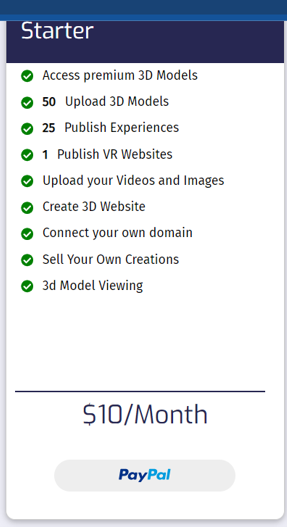 Starter
Access premium 3D Models
50 Upload 3D Models
25 Publish Experiences
1 Publish VR Websites
Upload your Videos and Images
Create 3D Website
Connect your own domain
Sell Your Own Creations
3d Model Viewing
$10/Month
PayPal